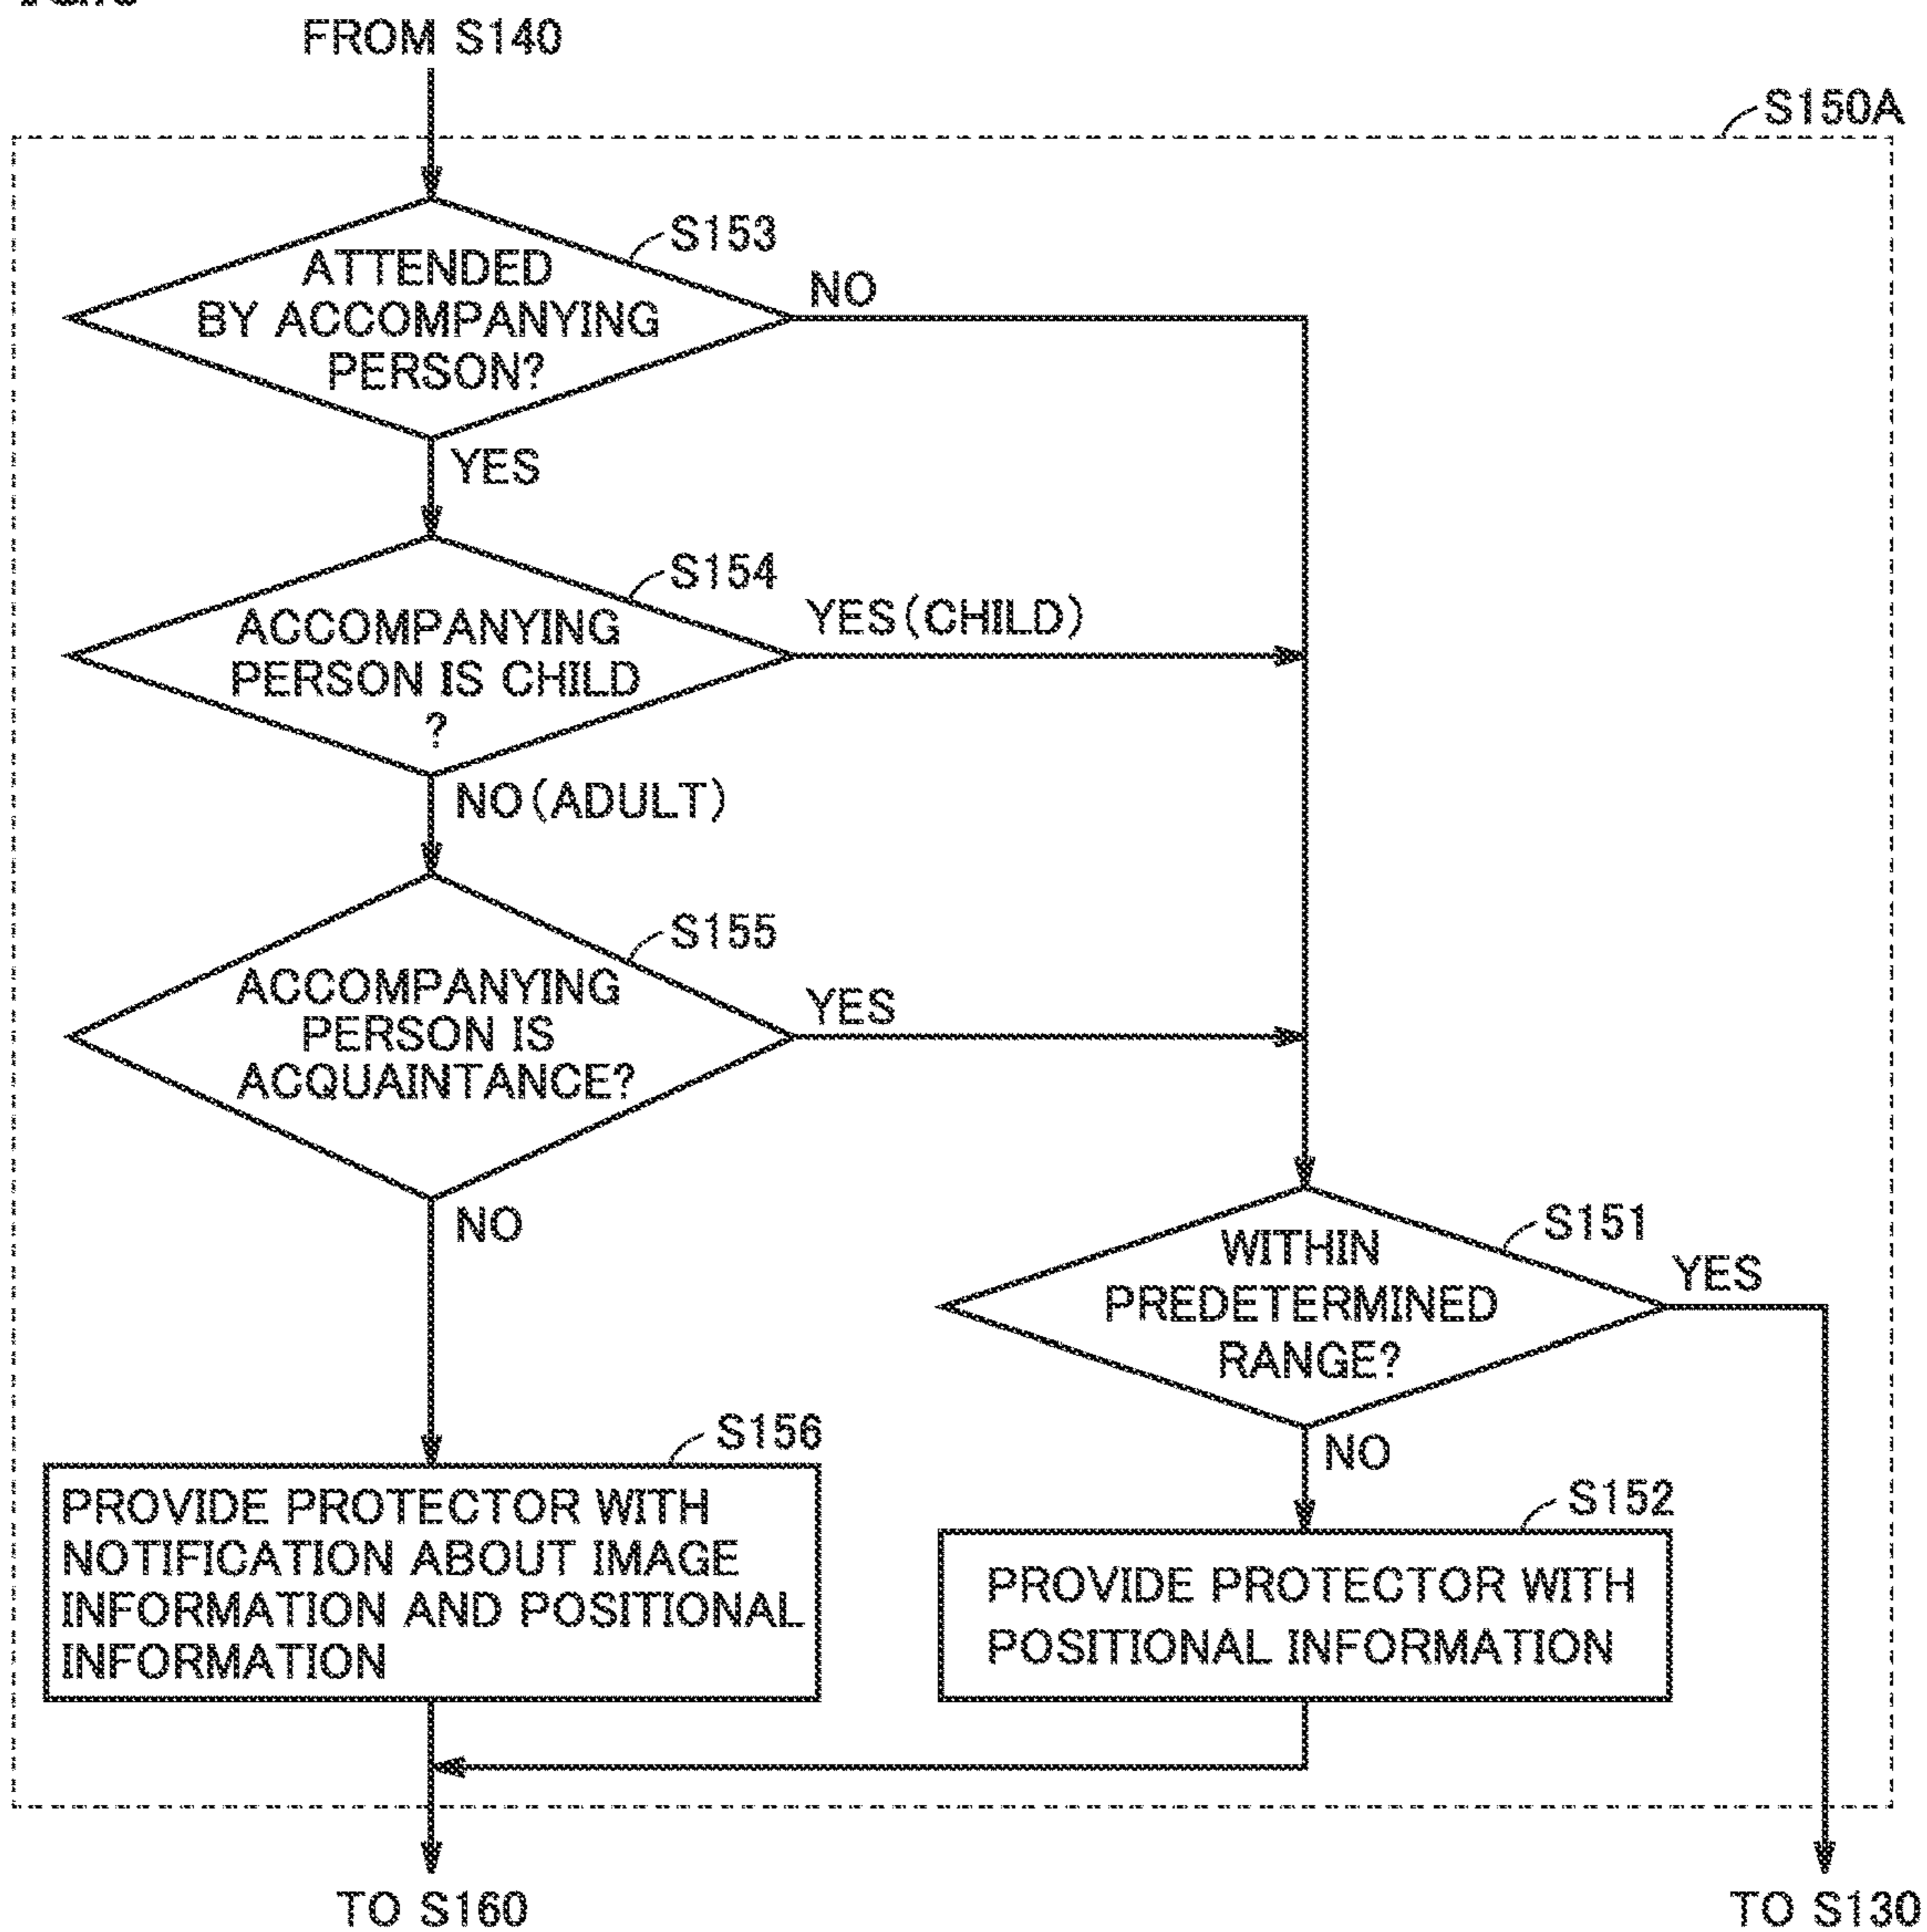 FROM S140
S150A
S153
ATTENDED
BY ACCOMPANYING
PERSON?
NO
YES
S154
ACCOMPANYING
PERSON IS CHILD
?
YES(CHILD)
NO(ADULT)
S155
ACCOMPANYING
PERSON IS
ACQUAINTANCE?
YES
NO
S151
WITHIN
PREDETERMINED
RANGE?
YES
NO
S156
PROVIDE PROTECTOR WITH
NOTIFICATION ABOUT IMAGE
INFORMATION AND POSITIONAL
INFORMATION
S152
PROVIDE PROTECTOR WITH
POSITIONAL INFORMATION
TO S160
TO S130